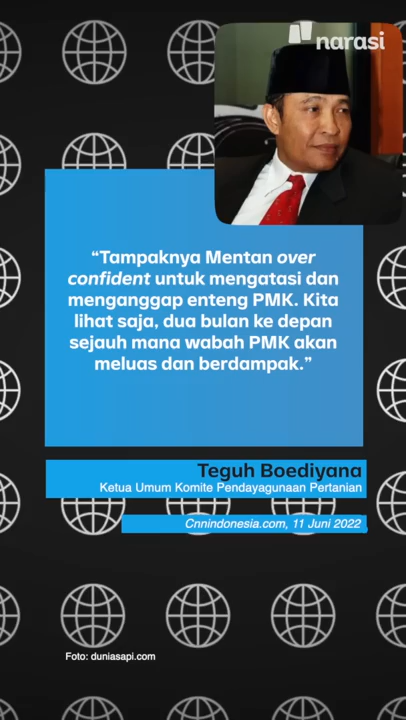 narasi
“Tampaknya Mentan over
confident untuk mengatasi dan
menganggap enteng PMK. Kita
lihat saja, dua bulan ke depan
sejauh mana wabah PMK akan
meluas dan berdampak.”
Teguh Boediyana
Ketua Umum Komite Pendayagunaan Pertanian
Cnnindonesia.com, 11 Juni 2022
Foto: duniasapi.com